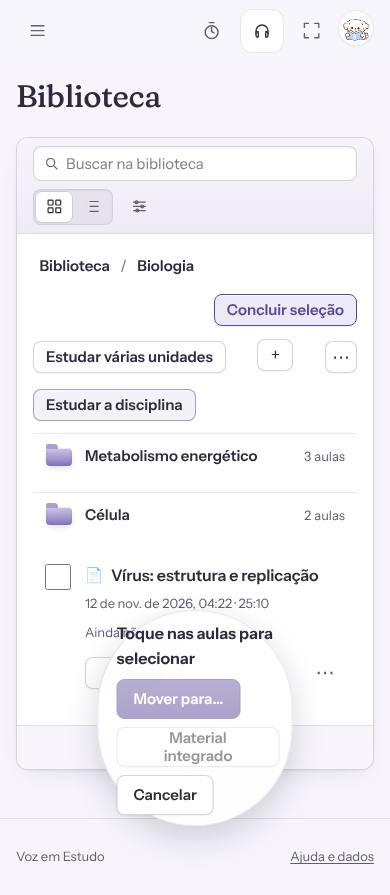 Biblioteca
Buscar na biblioteca
Biblioteca / Biologia
Concluir seleção
Estudar várias unidades
+
...
Estudar a disciplina
Metabolismo energético
3 aulas
Célula
2 aulas
Vírus: estrutura e replicação
12 de nov. de 2026, 04:22 · 25:10
Ainda
...
Toque nas aulas para
selecionar
Mover para...
Material
integrado
Cancelar
Voz em Estudo
Ajuda e dados